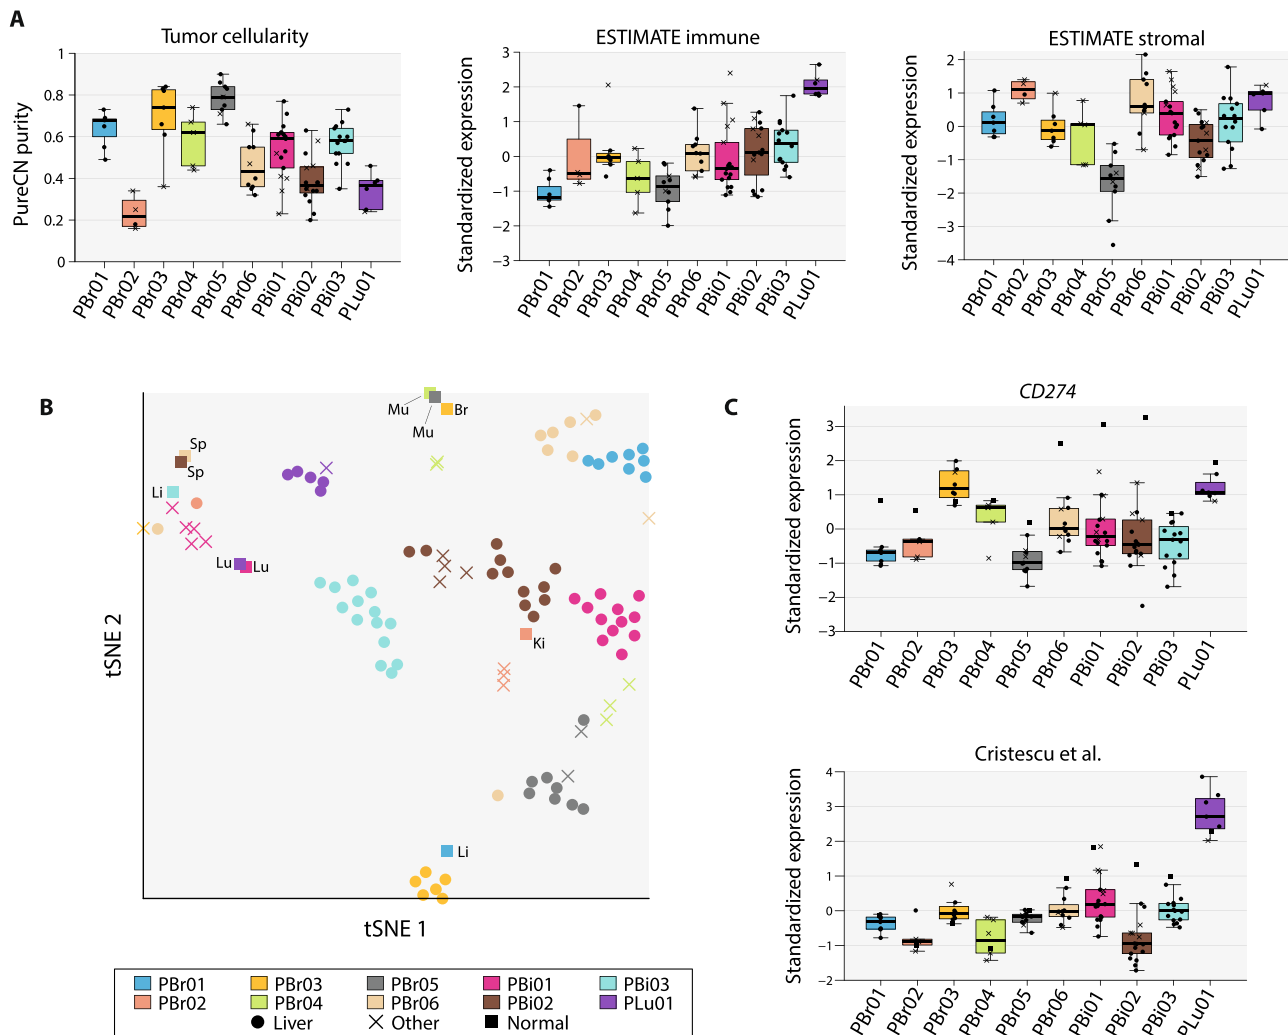 A
Tumor cellularity
PureCN purity
1
0.8
0.6
0.4
0.2
0
PBr01
PBr02
PBr03
PBr04
PBr05
PBr06
PBi01
PBi02
PBi03
PLu01
ESTIMATE immune
Standardized expression
3
2
1
0
−1
−2
−3
PBr01
PBr02
PBr03
PBr04
PBr05
PBr06
PBi01
PBi02
PBi03
PLu01
ESTIMATE stromal
Standardized expression
2
1
0
−1
−2
−3
−4
PBr01
PBr02
PBr03
PBr04
PBr05
PBr06
PBi01
PBi02
PBi03
PLu01
B
Mu
Br
Mu
Sp
Sp
Li
Lu
Lu
Ki
Li
tSNE 2
tSNE 1
C
CD274
Standardized expression
3
2
1
0
−1
−2
−3
PBr01
PBr02
PBr03
PBr04
PBr05
PBr06
PBi01
PBi02
PBi03
PLu01
Cristescu et al.
Standardized expression
4
3
2
1
0
−1
−2
PBr01
PBr02
PBr03
PBr04
PBr05
PBr06
PBi01
PBi02
PBi03
PLu01
PBr01 PBr03 PBr05 PBi01 PBi03
PBr02 PBr04 PBr06 PBi02 PLu01
Liver Other Normal